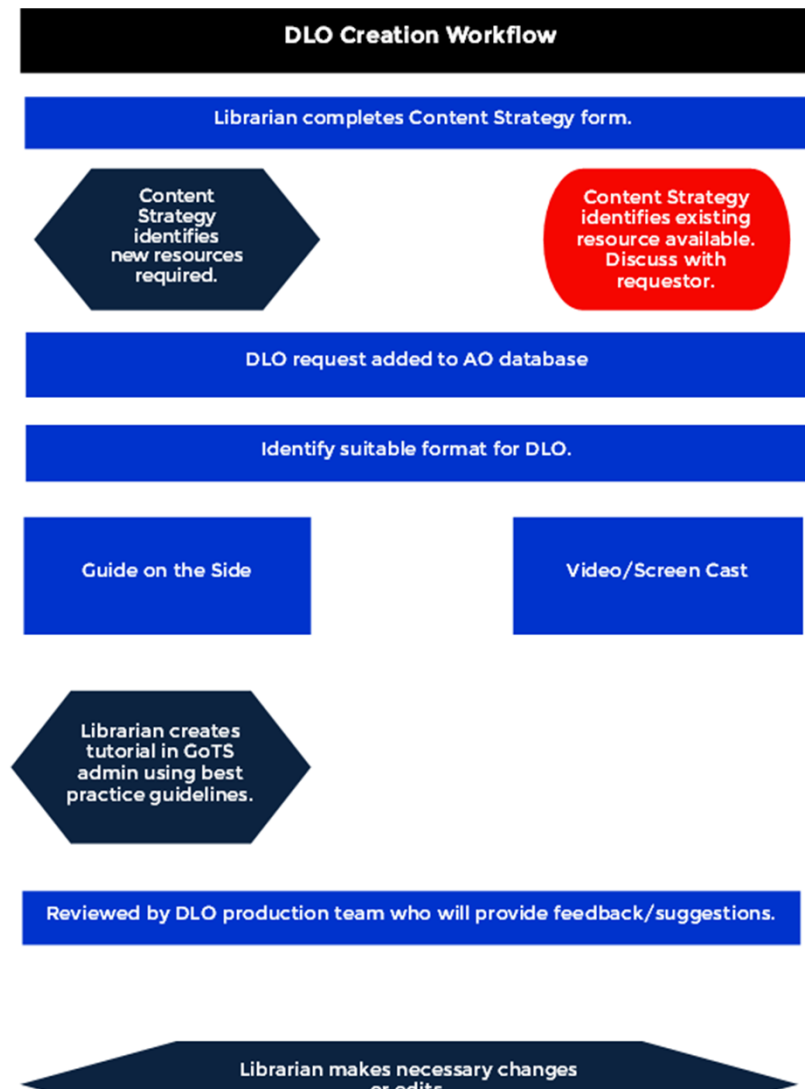 DLO Creation Workflow
Librarian completes Content Strategy form.
Content
Strategy
identifies
new resources
required.
Content Strategy
identifies existing
resource available.
Discuss with
requestor.
DLO request added to AO database
Identify suitable format for DLO.
Guide on the Side
Video/Screen Cast
Librarian creates
tutorial in GoTS
admin using best
practice guidelines.
Reviewed by DLO production team who will provide feedback/suggestions.
Librarian makes necessary changes
or edits